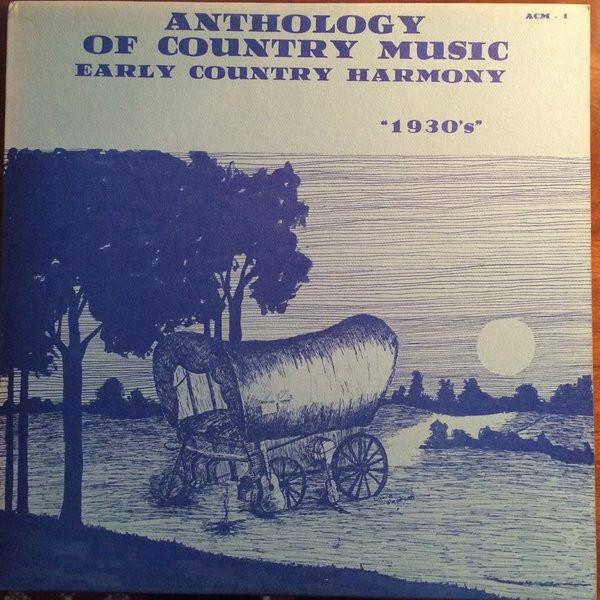 ACM - 1
ANTHOLOGY
OF COUNTRY MUSIC
EARLY COUNTRY HARMONY
"1930's"